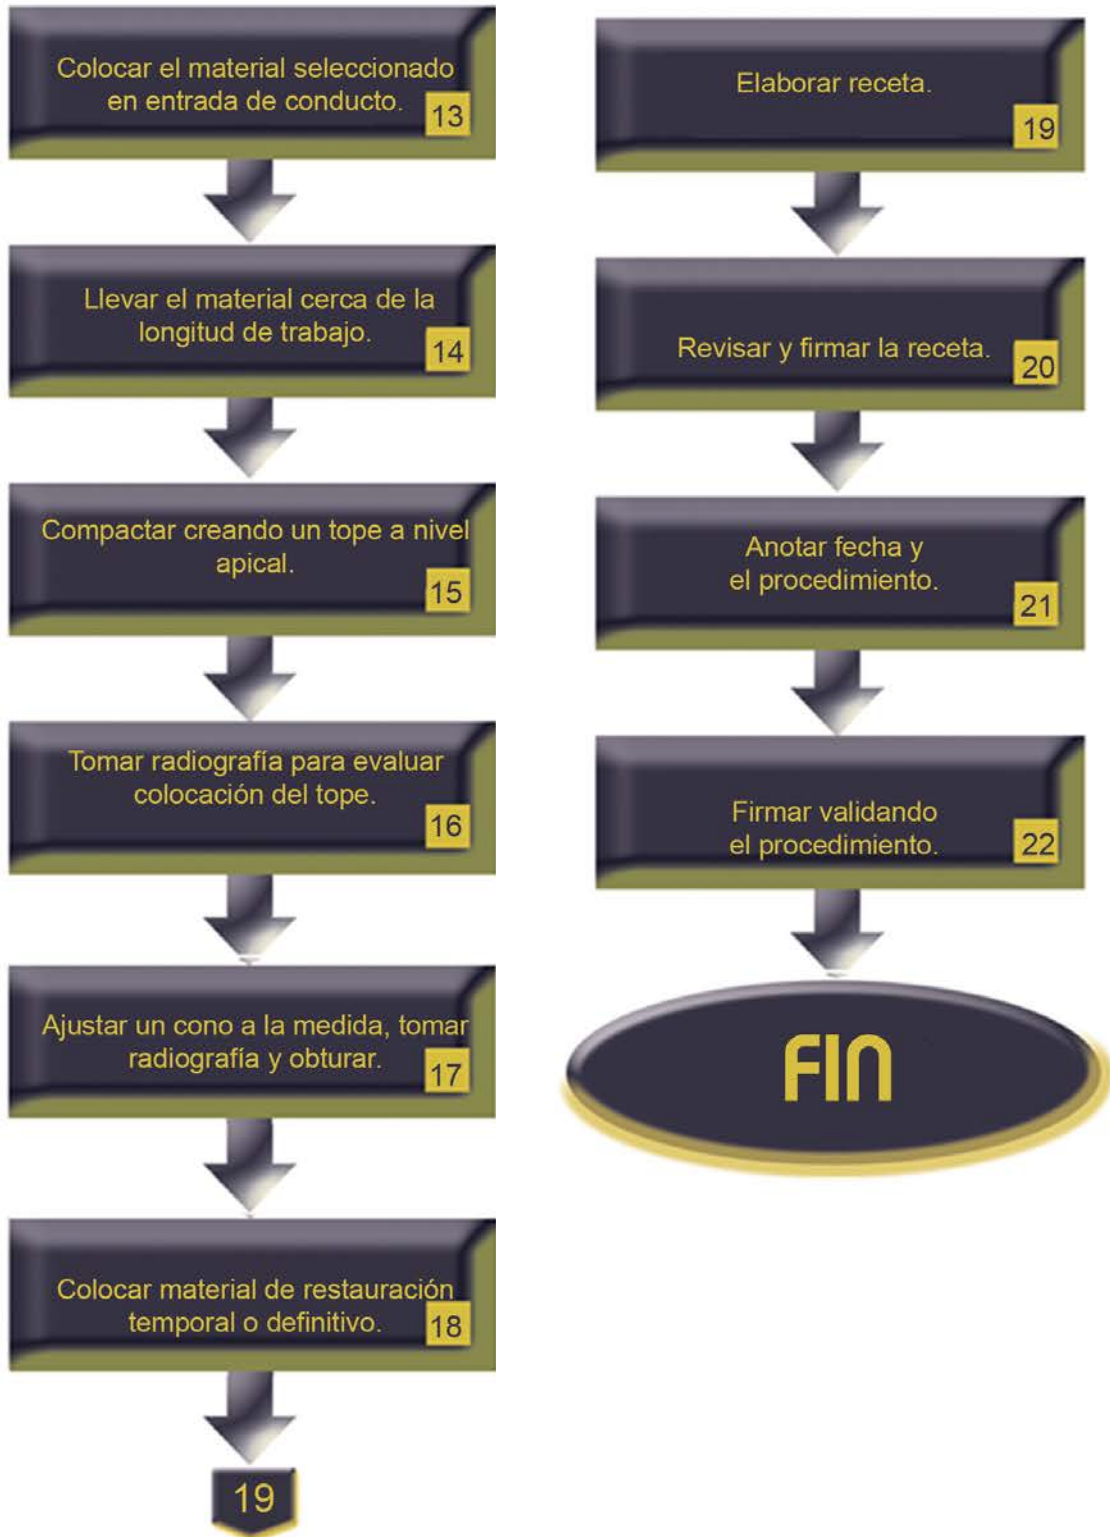 Colocar el material seleccionado
en entrada de conducto.
13
Llevar el material cerca de la
longitud de trabajo.
14
Compactar creando un tope a nivel
apical.
15
Tomar radiografía para evaluar
colocación del tope.
16
Ajustar un cono a la medida, tomar
radiografía y obturar.
17
Colocar material de restauración
temporal o definitivo.
18
19
Elaborar receta.
19
Revisar y firmar la receta.
20
Anotar fecha y
el procedimiento.
21
Firmar validando
el procedimiento.
22
FIN